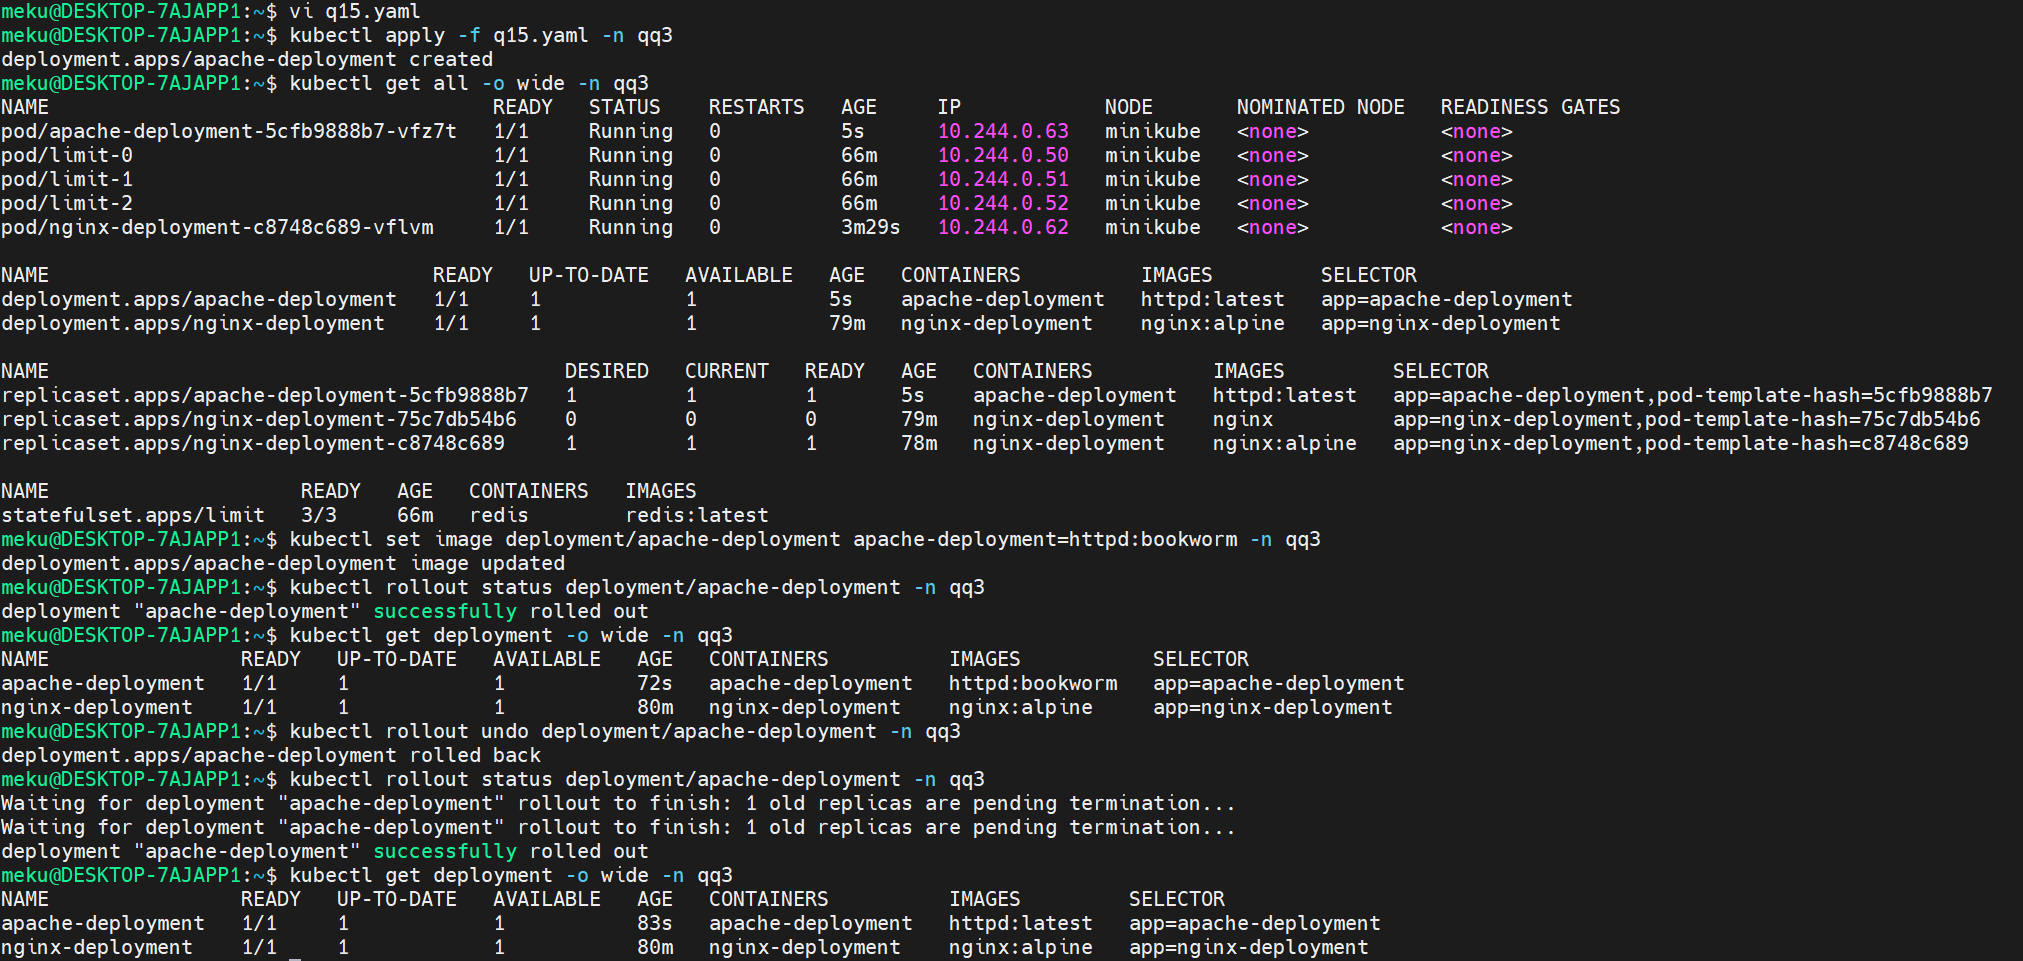 meku@DESKTOP-7AJAPP1:~$ vi q15.yaml
meku@DESKTOP-7AJAPP1:~$ kubectl apply -f q15.yaml -n qq3
deployment.apps/apache-deployment created
meku@DESKTOP-7AJAPP1:~$ kubectl get all -o wide -n qq3
NAME                                     READY   STATUS    RESTARTS   AGE     IP            NODE       NOMINATED NODE   READINESS GATES
pod/apache-deployment-5cfb9888b7-vfz7t   1/1     Running   0          5s      10.244.0.63   minikube   <none>           <none>
pod/limit-0                              1/1     Running   0          66m     10.244.0.50   minikube   <none>           <none>
pod/limit-1                              1/1     Running   0          66m     10.244.0.51   minikube   <none>           <none>
pod/limit-2                              1/1     Running   0          66m     10.244.0.52   minikube   <none>           <none>
pod/nginx-deployment-c8748c689-vflvm     1/1     Running   0          3m29s   10.244.0.62   minikube   <none>           <none>

NAME                                READY   UP-TO-DATE   AVAILABLE   AGE   CONTAINERS          IMAGES         SELECTOR
deployment.apps/apache-deployment   1/1     1            1           5s    apache-deployment   httpd:latest   app=apache-deployment
deployment.apps/nginx-deployment    1/1     1            1           79m   nginx-deployment    nginx:alpine   app=nginx-deployment

NAME                                           DESIRED   CURRENT   READY   AGE   CONTAINERS          IMAGES         SELECTOR
replicaset.apps/apache-deployment-5cfb9888b7   1         1         1       5s    apache-deployment   httpd:latest   app=apache-deployment,pod-template-hash=5cfb9888b7
replicaset.apps/nginx-deployment-75c7db54b6    0         0         0       79m   nginx-deployment    nginx          app=nginx-deployment,pod-template-hash=75c7db54b6
replicaset.apps/nginx-deployment-c8748c689     1         1         1       78m   nginx-deployment    nginx:alpine   app=nginx-deployment,pod-template-hash=c8748c689

NAME                     READY   AGE   CONTAINERS   IMAGES
statefulset.apps/limit   3/3     66m   redis        redis:latest
meku@DESKTOP-7AJAPP1:~$ kubectl set image deployment/apache-deployment apache-deployment=httpd:bookworm -n qq3
deployment.apps/apache-deployment image updated
meku@DESKTOP-7AJAPP1:~$ kubectl rollout status deployment/apache-deployment -n qq3
deployment "apache-deployment" successfully rolled out
meku@DESKTOP-7AJAPP1:~$ kubectl get deployment -o wide -n qq3
NAME                READY   UP-TO-DATE   AVAILABLE   AGE   CONTAINERS          IMAGES           SELECTOR
apache-deployment   1/1     1            1           72s   apache-deployment   httpd:bookworm   app=apache-deployment
nginx-deployment    1/1     1            1           80m   nginx-deployment    nginx:alpine     app=nginx-deployment
meku@DESKTOP-7AJAPP1:~$ kubectl rollout undo deployment/apache-deployment -n qq3
deployment.apps/apache-deployment rolled back
meku@DESKTOP-7AJAPP1:~$ kubectl rollout status deployment/apache-deployment -n qq3
Waiting for deployment "apache-deployment" rollout to finish: 1 old replicas are pending termination...
Waiting for deployment "apache-deployment" rollout to finish: 1 old replicas are pending termination...
deployment "apache-deployment" successfully rolled out
meku@DESKTOP-7AJAPP1:~$ kubectl get deployment -o wide -n qq3
NAME                READY   UP-TO-DATE   AVAILABLE   AGE   CONTAINERS          IMAGES         SELECTOR
apache-deployment   1/1     1            1           83s   apache-deployment   httpd:latest   app=apache-deployment
nginx-deployment    1/1     1            1           80m   nginx-deployment    nginx:alpine   app=nginx-deployment